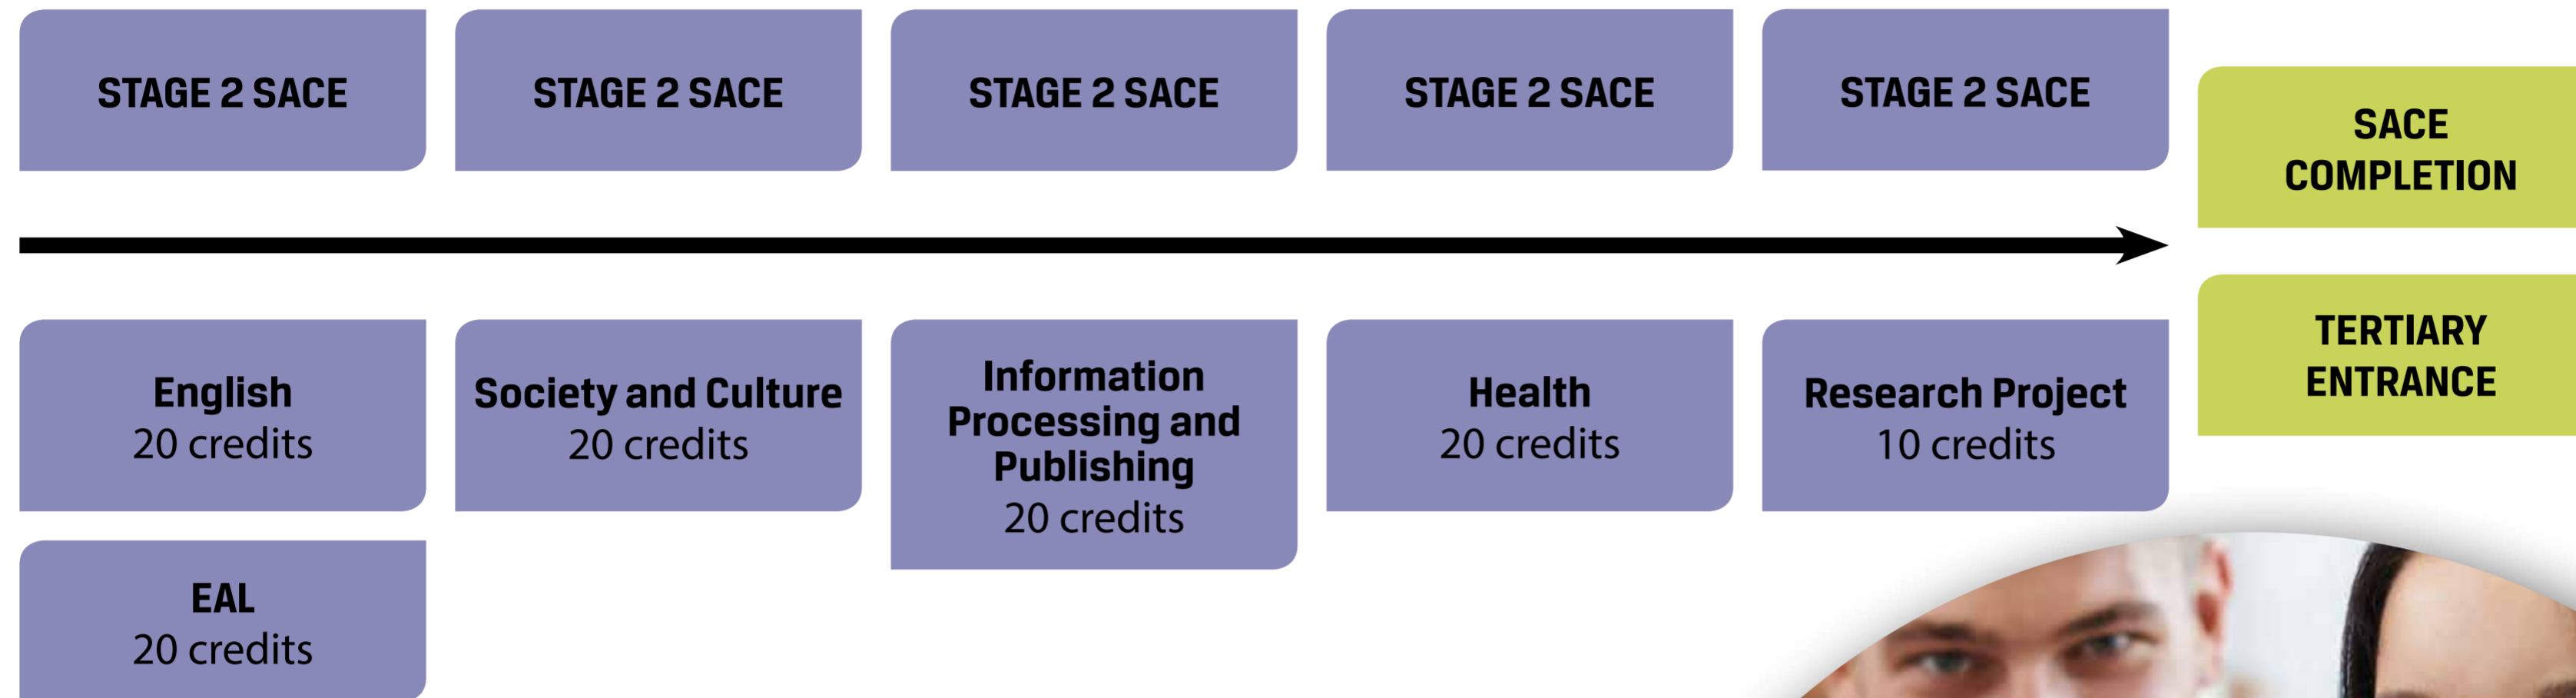 STAGE 2 SACE
STAGE 2 SACE
STAGE 2 SACE
STAGE 2 SACE
STAGE 2 SACE
SACE
COMPLETION
TERTIARY
ENTRANCE
English
20 credits
Society and Culture
20 credits
Information
Processing and
Publishing
20 credits
Health
20 credits
Research Project
10 credits
EAL
20 credits